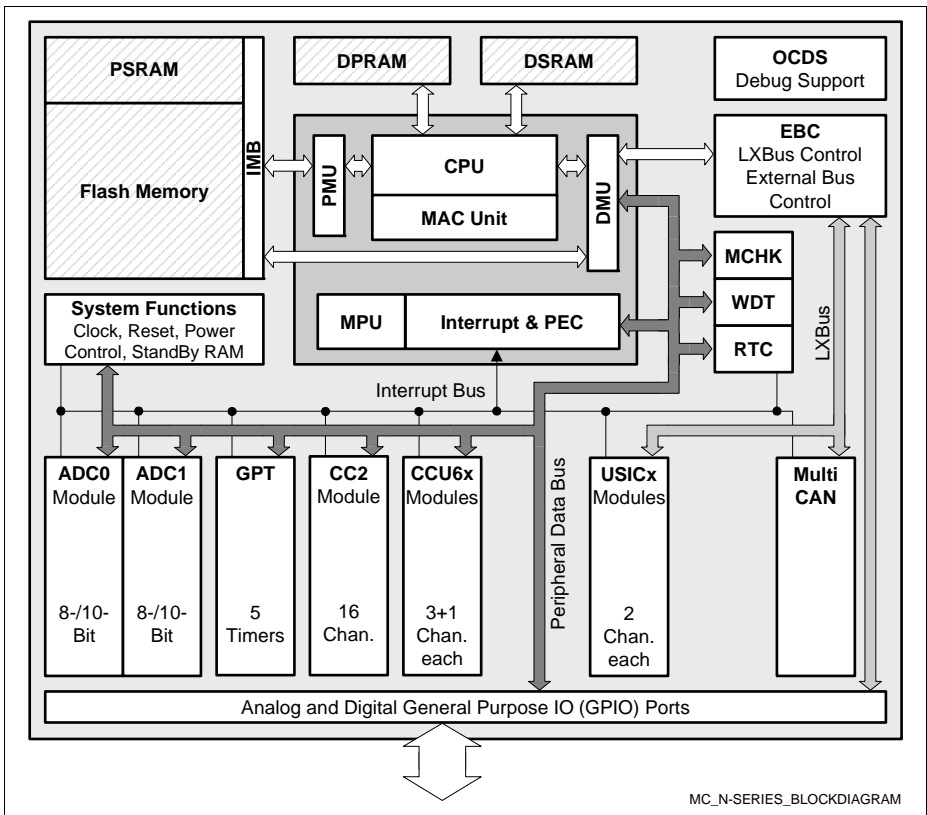 PSRAM
Flash Memory
IMB
DPRAM
DSRAM
OCDS
Debug Support
EBC
LXBus Control
External Bus
Control
PMU
CPU
MAC Unit
DMU
MCHK
WDT
RTC
LXBus
System Functions
Clock, Reset, Power
Control, StandBy RAM
MPU
Interrupt & PEC
Interrupt Bus
ADC0
Module
8-/10-
Bit
ADC1
Module
8-/10-
Bit
GPT
5
Timers
CC2
Module
16
Chan.
CCU6x
Modules
3+1
Chan.
each
Peripheral Data Bus
USICx
Modules
2
Chan.
each
Multi
CAN
Analog and Digital General Purpose IO (GPIO) Ports
MC_N-SERIES_BLOCKDIAGRAM